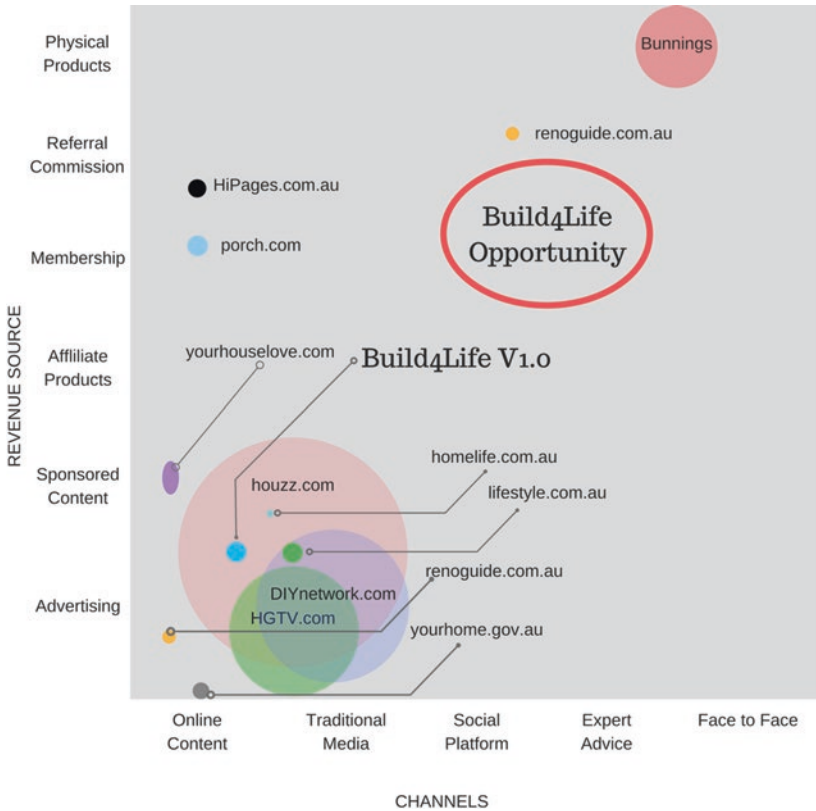 Physical
Products
Bunnings
renoguide.com.au
Referral
Commission
HiPages.com.au
Build4Life
Opportunity
porch.com
Membership
REVENUE SOURCE
yourhouselove.com
Build4Life V1.0
Affliliate
Products
homelife.com.au
Sponsored
Content
houzz.com
lifestyle.com.au
renoguide.com.au
DIYnetwork.com
Advertising
HGTV.com
yourhome.gov.au
Online
Content
Traditional
Media
Social
Platform
Expert
Advice
Face to Face
CHANNELS